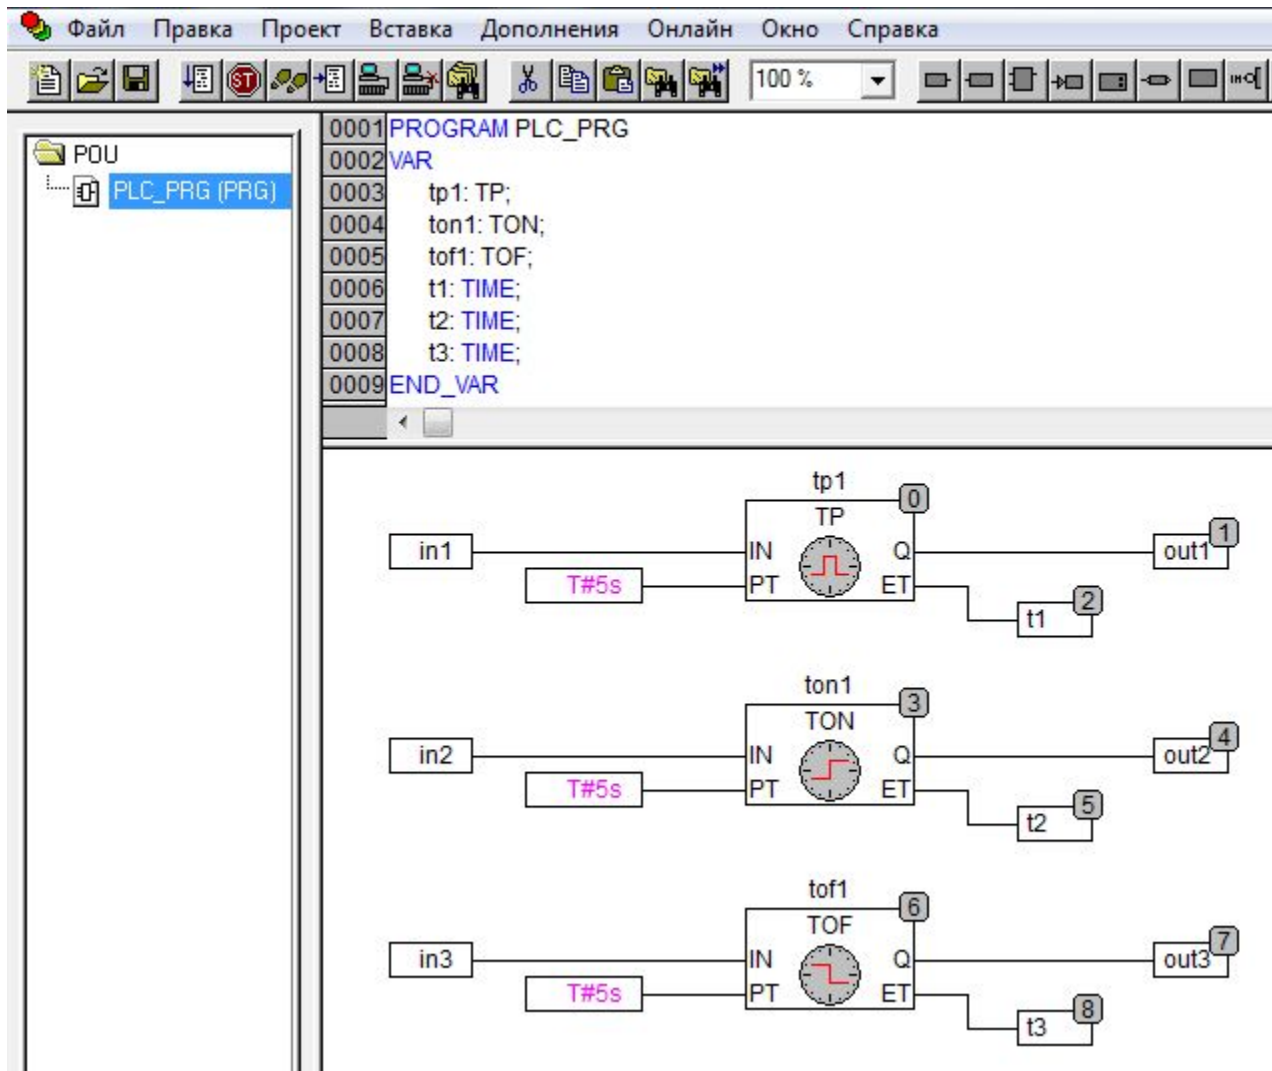 Файл Правка Проект Вставка Дополнения Онлайн Окно Справка
ST 100 %
POU
PLC_PRG (PRG)
0001 PROGRAM PLC_PRG
0002 VAR
0003 tp1: TP;
0004 ton1: TON;
0005 tof1: TOF;
0006 t1: TIME;
0007 t2: TIME;
0008 t3: TIME;
0009 END_VAR
tp1
0
TP
1
in1 IN Q out1
T#5s PT ET
2
t1
ton1
3
TON
4
in2 IN Q out2
T#5s PT ET
5
t2
tof1
6
TOF
7
in3 IN Q out3
T#5s PT ET
8
t3